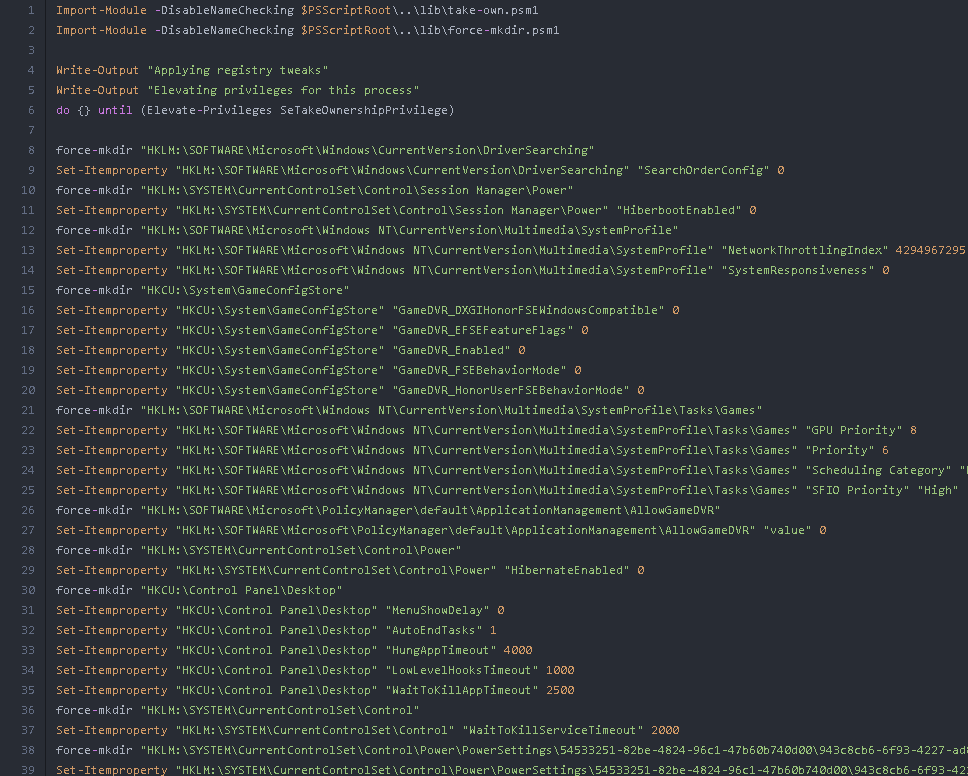 1 Import-Module -DisableNameChecking $PSScriptRoot\..\lib\take-own.psm1
2 Import-Module -DisableNameChecking $PSScriptRoot\..\lib\force-mkdir.psm1
3
4 Write-Output "Applying registry tweaks"
5 Write-Output "Elevating privileges for this process"
6 do {} until (Elevate-Privileges SeTakeOwnershipPrivilege)
7
8 force-mkdir "HKLM:\SOFTWARE\Microsoft\Windows\CurrentVersion\DriverSearching"
9 Set-Itemproperty "HKLM:\SOFTWARE\Microsoft\Windows\CurrentVersion\DriverSearching" "SearchOrderConfig" 0
10 force-mkdir "HKLM:\SYSTEM\CurrentControlSet\Control\Session Manager\Power"
11 Set-Itemproperty "HKLM:\SYSTEM\CurrentControlSet\Control\Session Manager\Power" "HiberbootEnabled" 0
12 force-mkdir "HKLM:\SOFTWARE\Microsoft\Windows NT\CurrentVersion\Multimedia\SystemProfile"
13 Set-Itemproperty "HKLM:\SOFTWARE\Microsoft\Windows NT\CurrentVersion\Multimedia\SystemProfile" "NetworkThrottlingIndex" 4294967295
14 Set-Itemproperty "HKLM:\SOFTWARE\Microsoft\Windows NT\CurrentVersion\Multimedia\SystemProfile" "SystemResponsiveness" 0
15 force-mkdir "HKCU:\System\GameConfigStore"
16 Set-Itemproperty "HKCU:\System\GameConfigStore" "GameDVR_DXGIHonorFSEWindowsCompatible" 0
17 Set-Itemproperty "HKCU:\System\GameConfigStore" "GameDVR_EFSEFeatureFlags" 0
18 Set-Itemproperty "HKCU:\System\GameConfigStore" "GameDVR_Enabled" 0
19 Set-Itemproperty "HKCU:\System\GameConfigStore" "GameDVR_FSEBehaviorMode" 0
20 Set-Itemproperty "HKCU:\System\GameConfigStore" "GameDVR_HonorUserFSEBehaviorMode" 0
21 force-mkdir "HKLM:\SOFTWARE\Microsoft\Windows NT\CurrentVersion\Multimedia\SystemProfile\Tasks\Games"
22 Set-Itemproperty "HKLM:\SOFTWARE\Microsoft\Windows NT\CurrentVersion\Multimedia\SystemProfile\Tasks\Games" "GPU Priority" 8
23 Set-Itemproperty "HKLM:\SOFTWARE\Microsoft\Windows NT\CurrentVersion\Multimedia\SystemProfile\Tasks\Games" "Priority" 6
24 Set-Itemproperty "HKLM:\SOFTWARE\Microsoft\Windows NT\CurrentVersion\Multimedia\SystemProfile\Tasks\Games" "Scheduling Category" "
25 Set-Itemproperty "HKLM:\SOFTWARE\Microsoft\Windows NT\CurrentVersion\Multimedia\SystemProfile\Tasks\Games" "SFIO Priority" "High"
26 force-mkdir "HKLM:\SOFTWARE\Microsoft\PolicyManager\default\ApplicationManagement\AllowGameDVR"
27 Set-Itemproperty "HKLM:\SOFTWARE\Microsoft\PolicyManager\default\ApplicationManagement\AllowGameDVR" "value" 0
28 force-mkdir "HKLM:\SYSTEM\CurrentControlSet\Control\Power"
29 Set-Itemproperty "HKLM:\SYSTEM\CurrentControlSet\Control\Power" "HibernateEnabled" 0
30 force-mkdir "HKCU:\Control Panel\Desktop"
31 Set-Itemproperty "HKCU:\Control Panel\Desktop" "MenuShowDelay" 0
32 Set-Itemproperty "HKCU:\Control Panel\Desktop" "AutoEndTasks" 1
33 Set-Itemproperty "HKCU:\Control Panel\Desktop" "HungAppTimeout" 4000
34 Set-Itemproperty "HKCU:\Control Panel\Desktop" "LowLevelHooksTimeout" 1000
35 Set-Itemproperty "HKCU:\Control Panel\Desktop" "WaitToKillAppTimeout" 2500
36 force-mkdir "HKLM:\SYSTEM\CurrentControlSet\Control"
37 Set-Itemproperty "HKLM:\SYSTEM\CurrentControlSet\Control" "WaitToKillServiceTimeout" 2000
38 force-mkdir "HKLM:\SYSTEM\CurrentControlSet\Control\Power\PowerSettings\54533251-82be-4824-96c1-47b60b740d00\943c8cb6-6f93-4227-ad
39 Set-Itemproperty "HKLM:\SYSTEM\CurrentControlSet\Control\Power\PowerSettings\54533251-82be-4824-96c1-47b60b740d00\943c8cb6-6f93-42